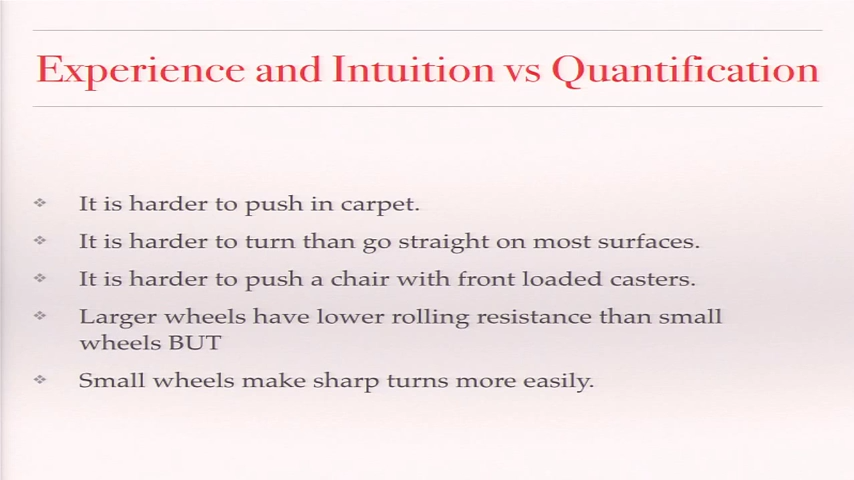 Experience and Intuition vs Quantification
It is harder to push in carpet.
It is harder to turn than go straight on most surfaces.
It is harder to push a chair with front loaded casters.
Larger wheels have lower rolling resistance than small
wheels BUT
Small wheels make sharp turns more easily.